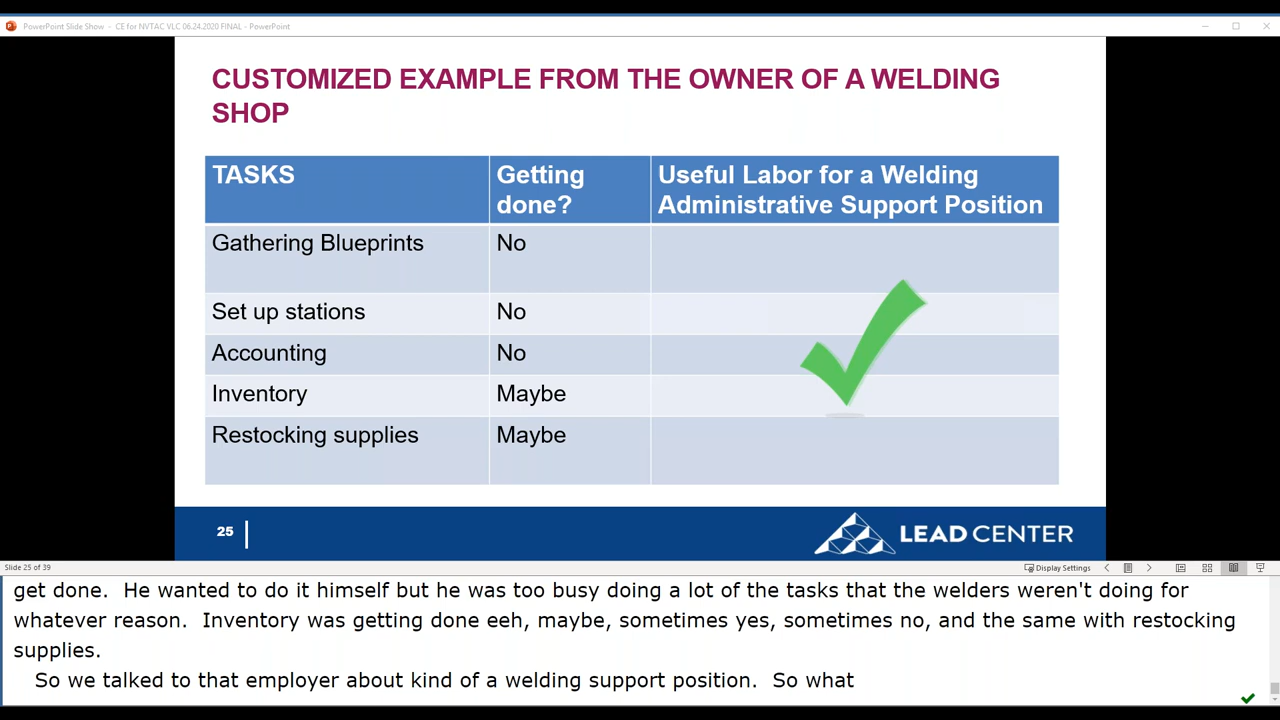 PowerPoint Slide Show - CE for NVTAC VLC 06.24.2020 FINAL - PowerPoint
CUSTOMIZED EXAMPLE FROM THE OWNER OF A WELDING
SHOP
TASKS
Getting
done?
Useful Labor for a Welding
Administrative Support Position
Gathering Blueprints
No
Set up stations
No
Accounting
No
Inventory
Maybe
Restocking supplies
Maybe
25
LEAD CENTER
Slide 25 of 39
Display Settings
get done. He wanted to do it himself but he was too busy doing a lot of the tasks that the welders weren't doing for
whatever reason. Inventory was getting done eeh, maybe, sometimes yes, sometimes no, and the same with restocking
supplies.
So we talked to that employer about kind of a welding support position. So what